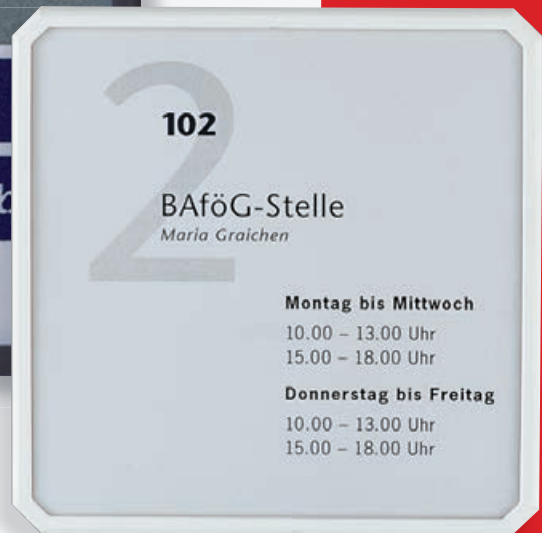 2
102
BAföG-Stelle
Maria Graichen
Montag bis Mittwoch
10.00 – 13.00 Uhr
15.00 – 18.00 Uhr
Donnerstag bis Freitag
10.00 – 13.00 Uhr
15.00 – 18.00 Uhr